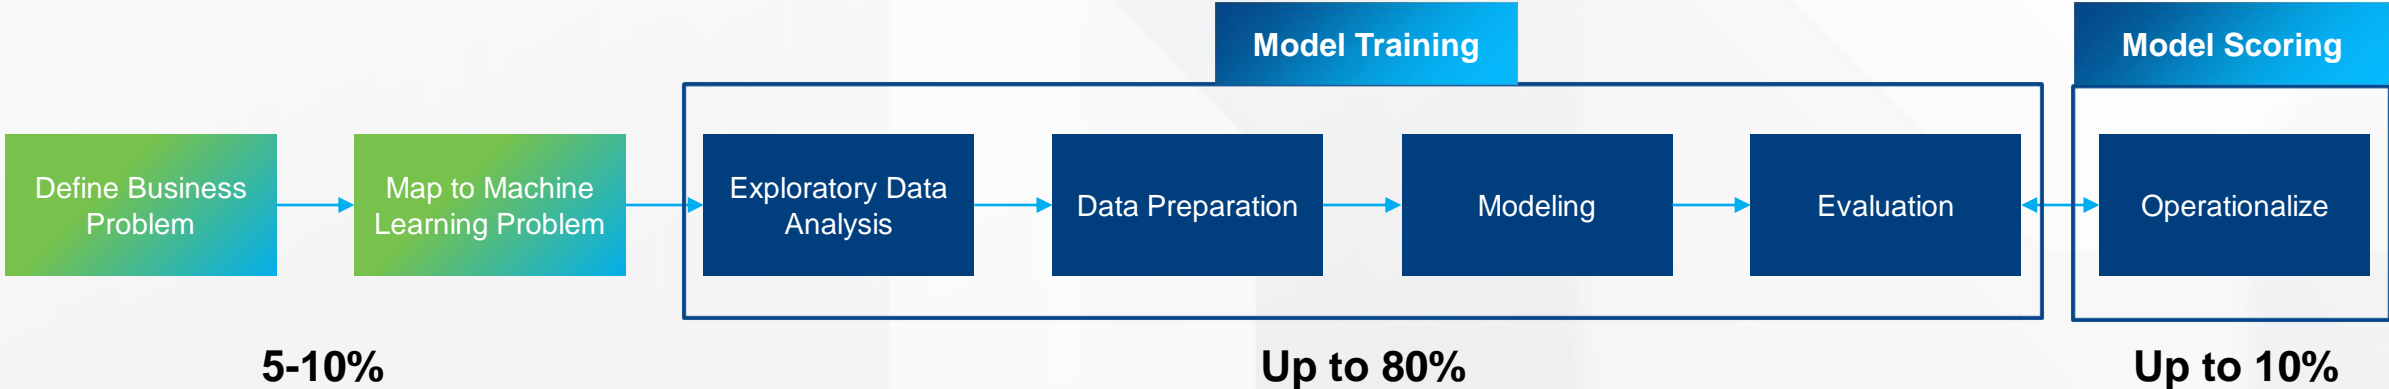 Model Training
Model Scoring
Define Business
Problem
Map to Machine
Learning Problem
Exploratory Data
Analysis
Data Preparation
Modeling
Evaluation
Operationalize
5-10%
Up to 80%
Up to 10%